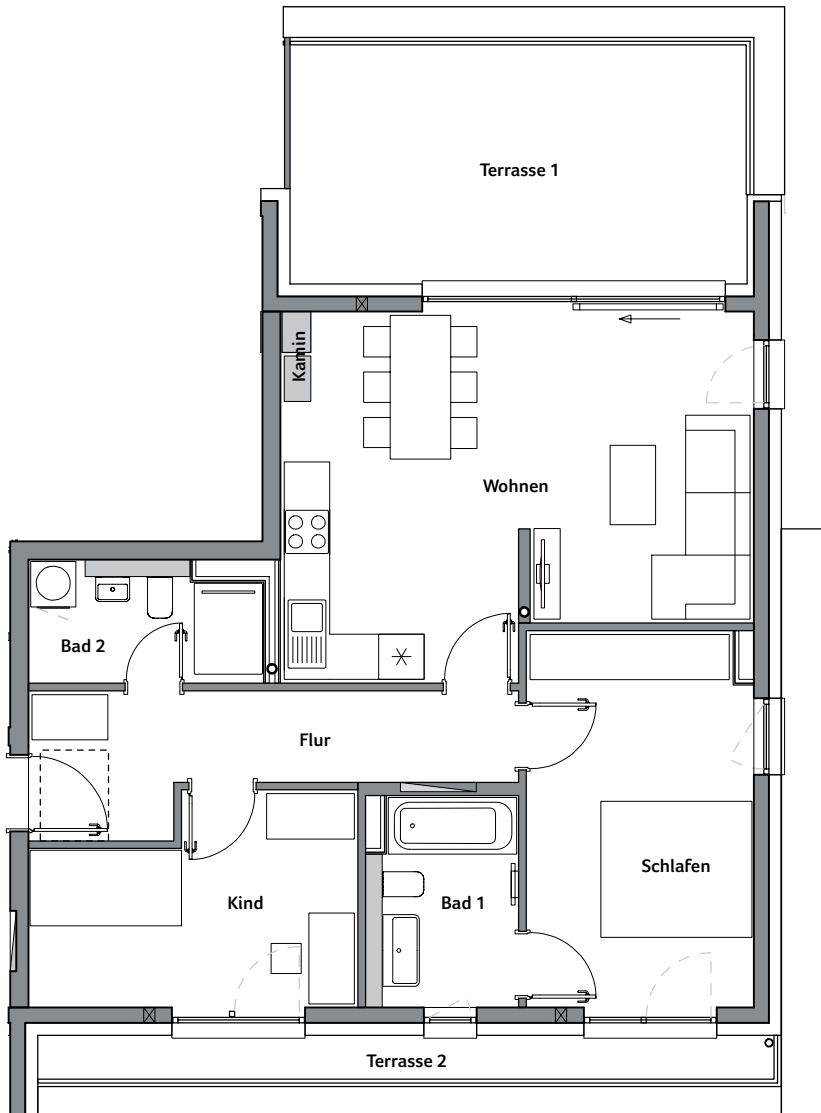 Terrasse 1
Kamin
Wohnen
Bad 2
Flur
Schlafen
Kind
Bad 1
Terrasse 2